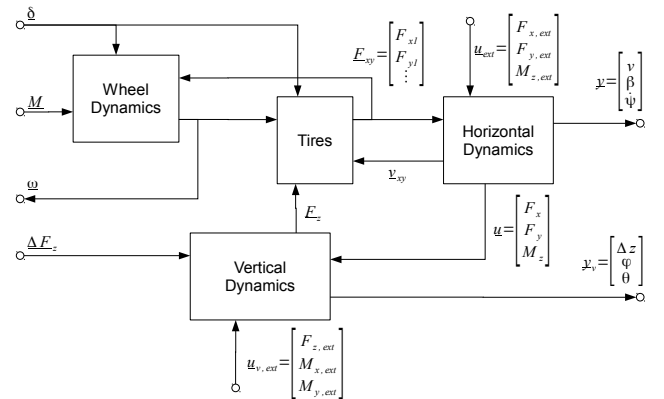 δ
F_xy = [F_x1 F_y1 ⋮]
u_ext = [F_x,ext F_y,ext M_z,ext]
y = [v β ψ̇]
Wheel
Dynamics
M
Tires
Horizontal
Dynamics
v_xy
ω
F_z
u = [F_x F_y M_z]
ΔF_z
Vertical
Dynamics
y_v = [Δz φ θ]
u_v,ext = [F_z,ext M_x,ext M_y,ext]